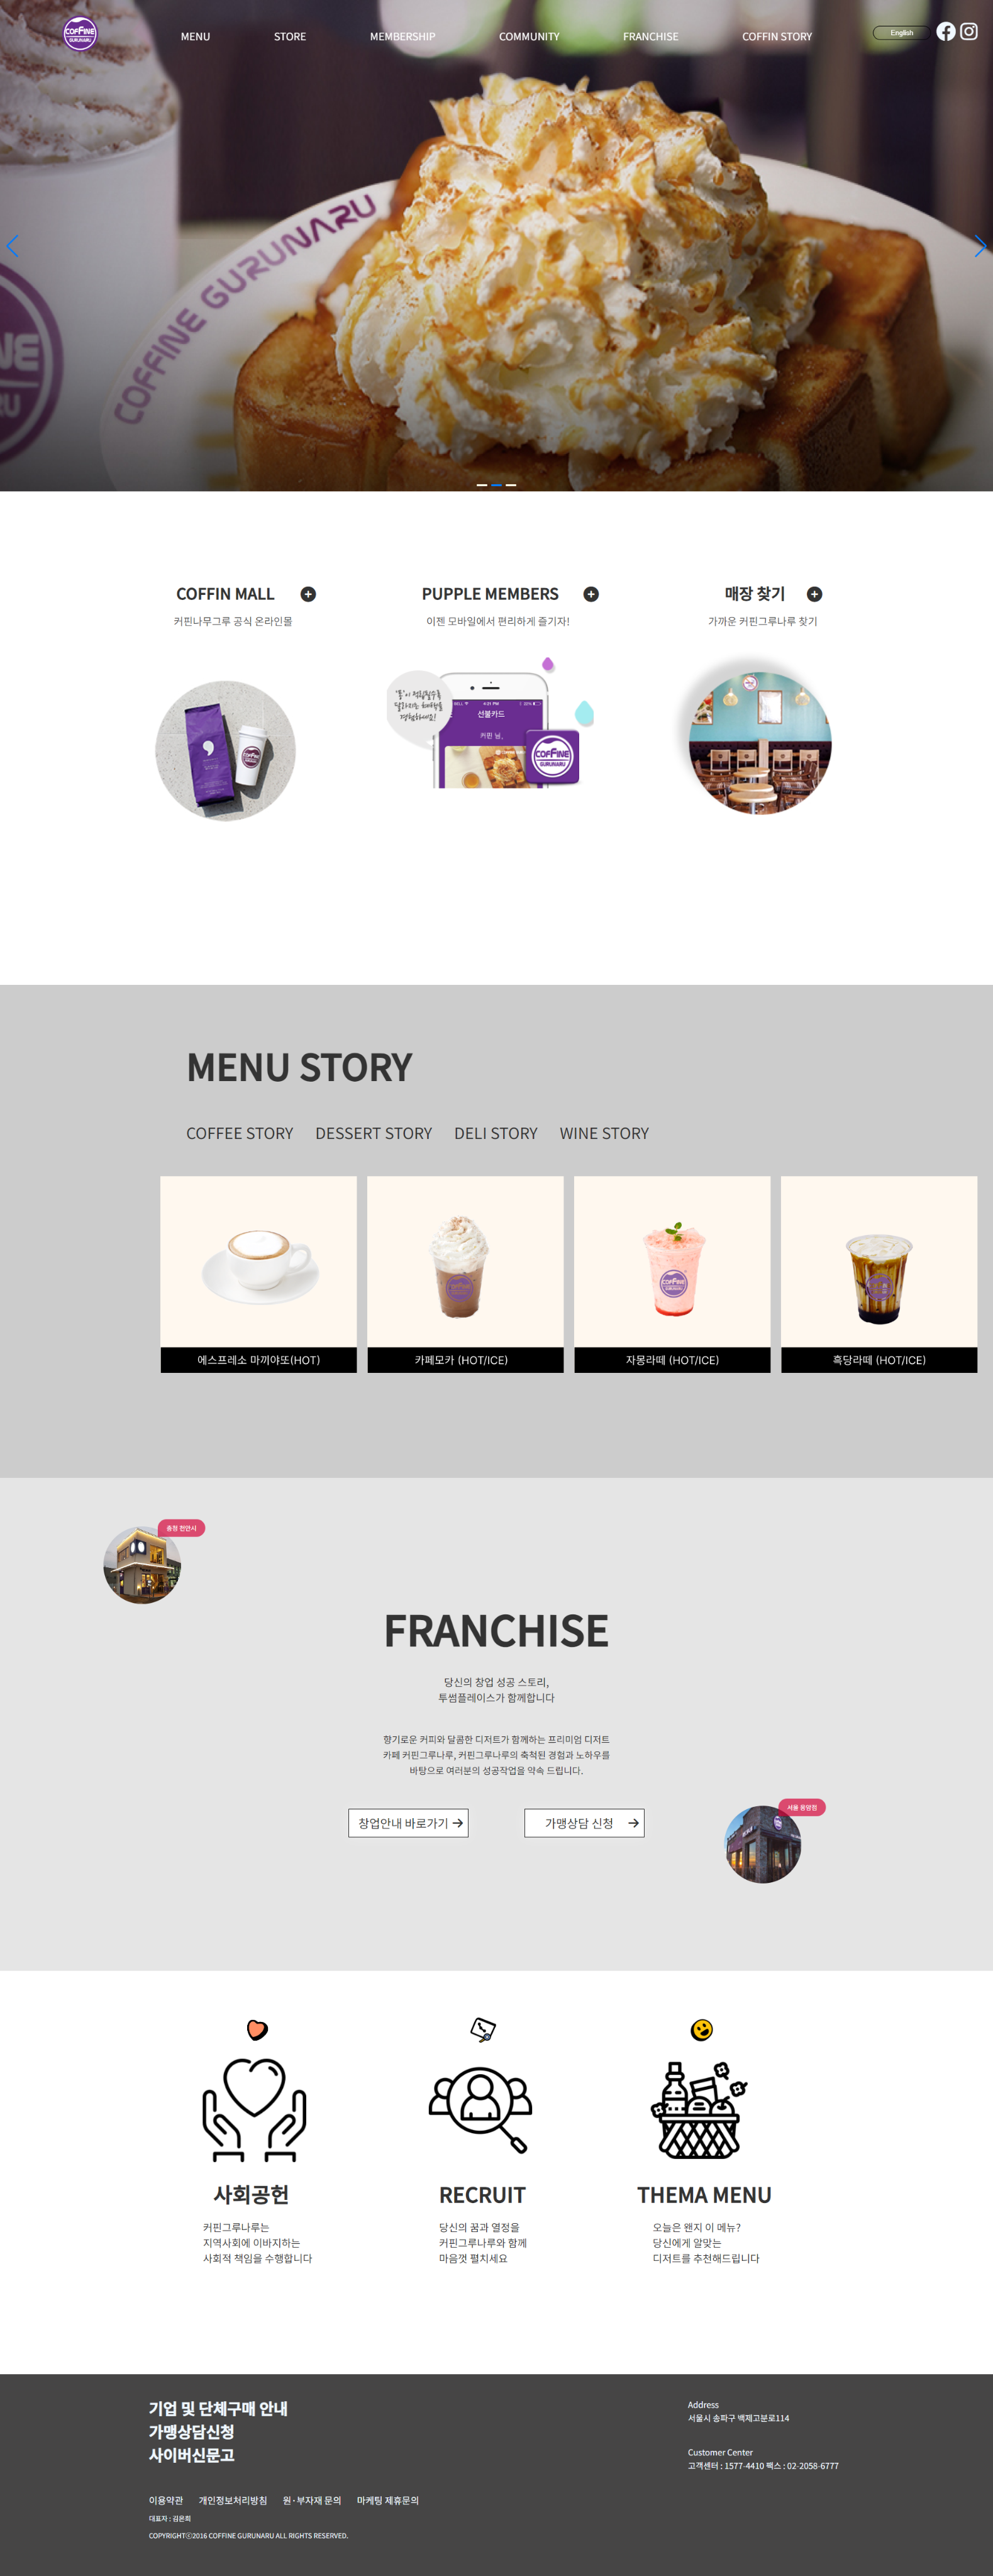 COFFINE
GURUNARU
MENU
STORE
MEMBERSHIP
COMMUNITY
FRANCHISE
COFFIN STORY
English
COFFINE GURUNARU
COFFIN MALL
커핀나무그루 공식 온라인몰
PUPPLE MEMBERS
이젠 모바일에서 편리하게 즐기자!
매장 찾기
가까운 커핀그루나루 찾기
4:21 PM
선불카드
커핀 님,
COFFINE
GURUNARU
MENU STORY
COFFEE STORY
DESSERT STORY
DELI STORY
WINE STORY
에스프레소 마끼야또(HOT)
카페모카 (HOT/ICE)
자몽라떼 (HOT/ICE)
흑당라떼 (HOT/ICE)
FRANCHISE
당신의 창업 성공 스토리,
투썸플레이스가 함께합니다
향기로운 커피와 달콤한 디저트가 함께하는 프리미엄 디저트
카페 커핀그루나루, 커핀그루나루의 축척된 경험과 노하우를
바탕으로 여러분의 성공작업을 약속 드립니다.
창업안내 바로가기
가맹상담 신청
사회공헌
커핀그루나루는
지역사회에 이바지하는
사회적 책임을 수행합니다
RECRUIT
당신의 꿈과 열정을
커핀그루나루와 함께
마음껏 펼치세요
THEMA MENU
오늘은 왠지 이 메뉴?
당신에게 알맞는
디저트를 추천해드립니다
기업 및 단체구매 안내
가맹상담신청
사이버신문고
Address
서울시 송파구 백제고분로114
Customer Center
고객센터 : 1577-4410 팩스 : 02-2058-6777
이용약관
개인정보처리방침
원·부자재 문의
마케팅 제휴문의
대표자 : 김은희
COPYRIGHTⓒ2016 COFFINE GURUNARU ALL RIGHTS RESERVED.